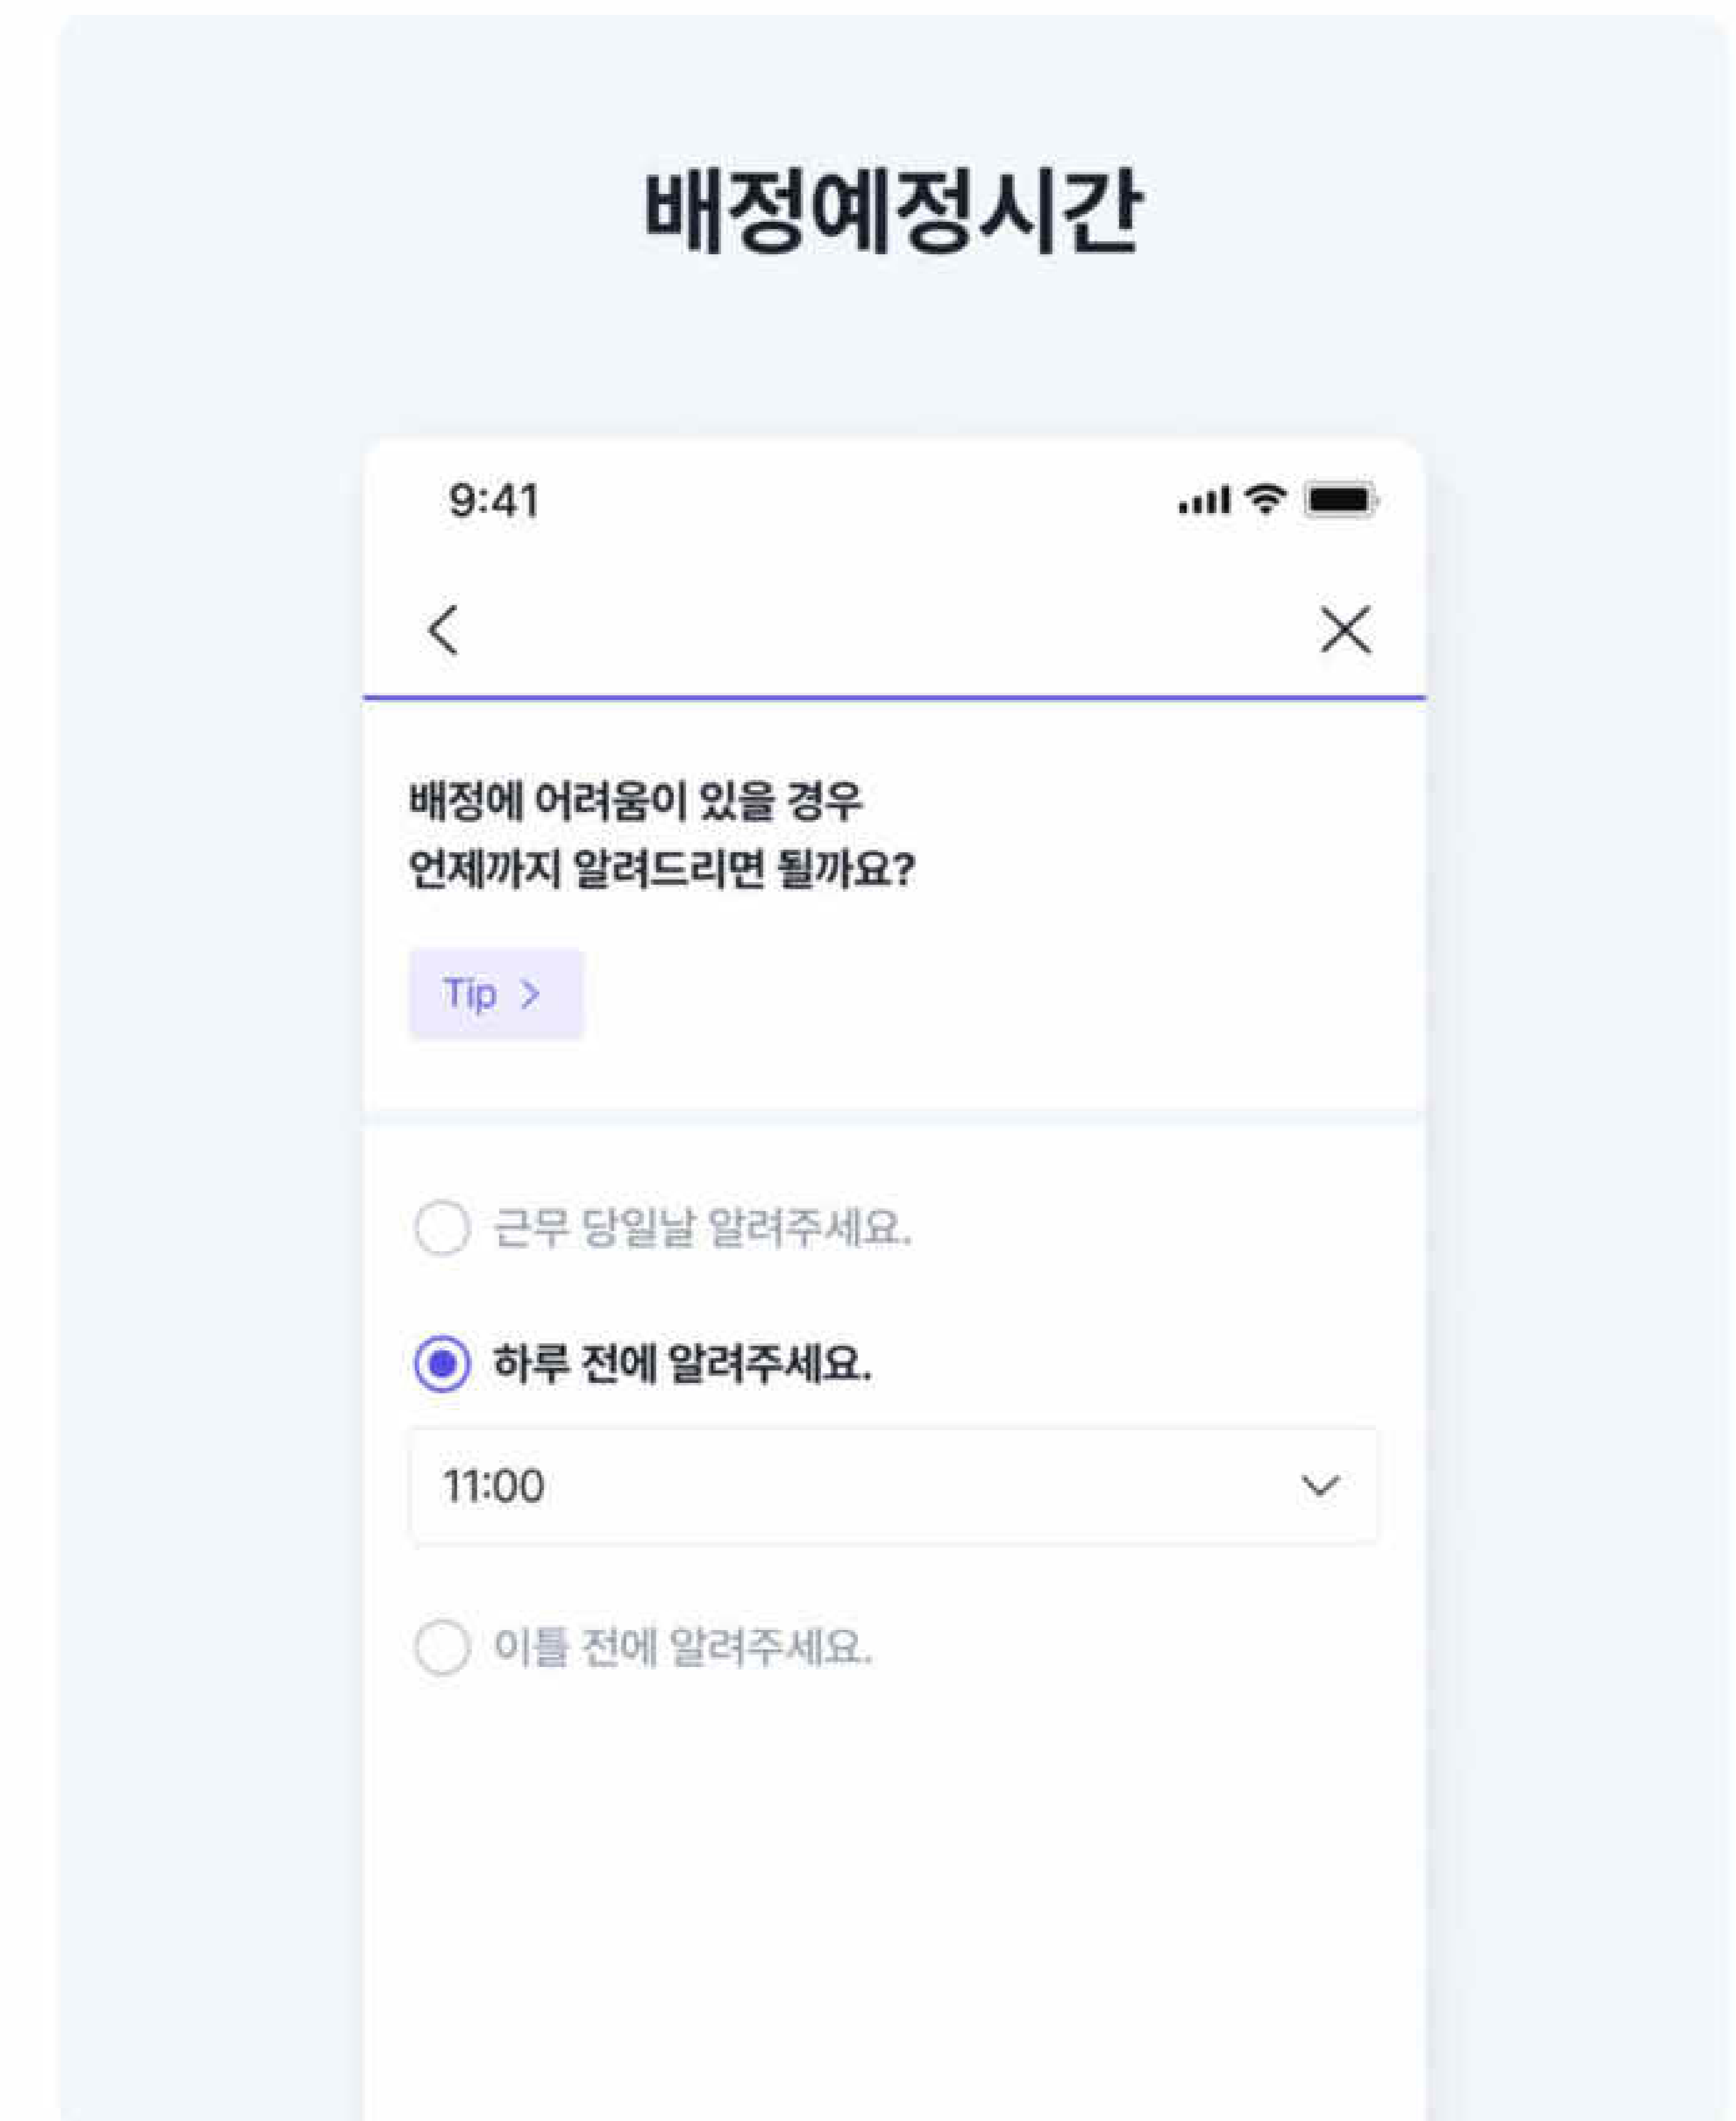 배정예정시간
9:41
배정에 어려움이 있을 경우
언제까지 알려드리면 될까요?
Tip >
근무 당일날 알려주세요.
하루 전에 알려주세요.
11:00
이틀 전에 알려주세요.